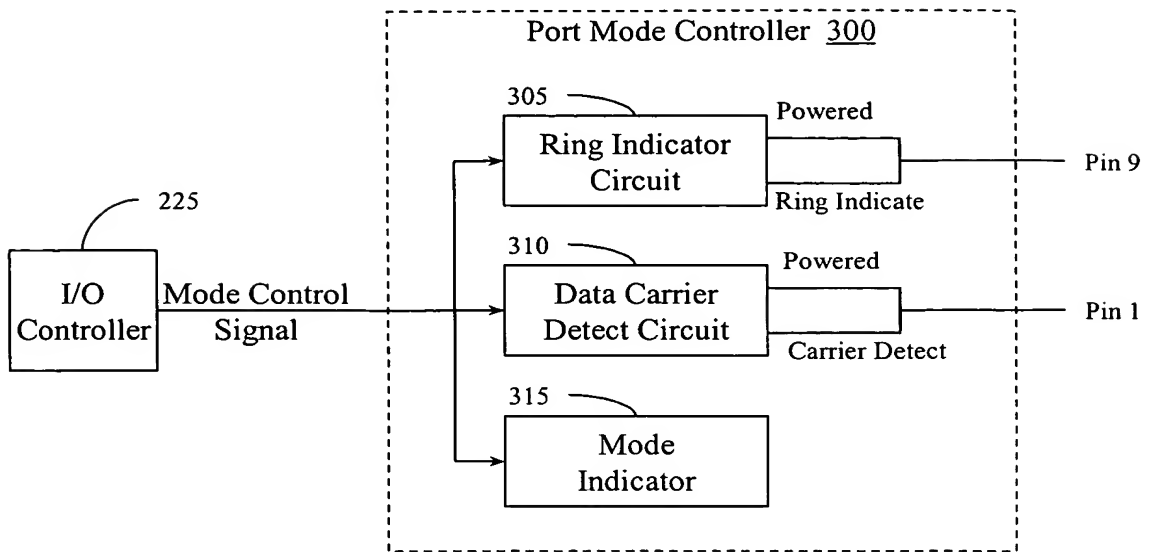 Port Mode Controller 300
305
Powered
Ring Indicator
Circuit
Pin 9
Ring Indicate
225
310
Powered
I/O
Controller
Mode Control
Signal
Data Carrier
Detect Circuit
Pin 1
Carrier Detect
315
Mode
Indicator